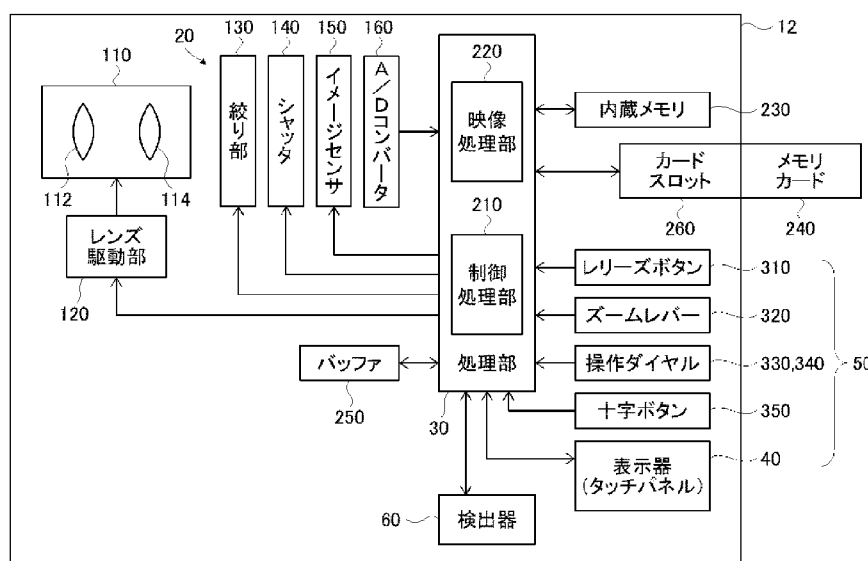 12
20
110
130
140
150
160
絞り部
シャッタ
イメージセンサ
A/Dコンバータ
220
映像
処理部
内蔵メモリ
230
カード
スロット
メモリ
カード
260
240
112
114
レンズ
駆動部
120
210
制御
処理部
レリーズボタン
310
ズームレバー
320
操作ダイヤル
330,340
50
十字ボタン
350
バッファ
250
処理部
30
表示器
(タッチパネル)
40
60
検出器